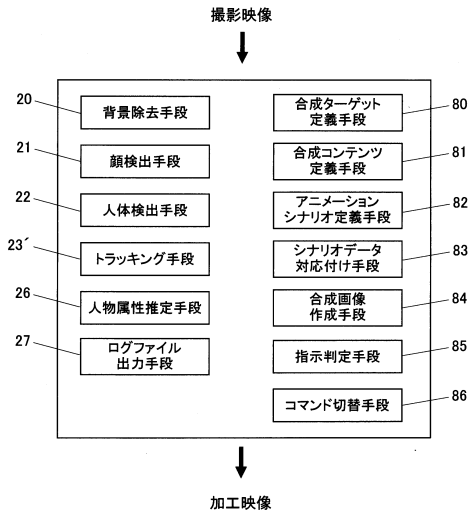 撮影映像
20
背景除去手段
21
顔検出手段
22
人体検出手段
23′
トラッキング手段
26
人物属性推定手段
27
ログファイル
出力手段
合成ターゲット
定義手段
80
合成コンテンツ
定義手段
81
アニメーション
シナリオ定義手段
82
シナリオデータ
対応付け手段
83
合成画像
作成手段
84
指示判定手段
85
コマンド切替手段
86
加工映像